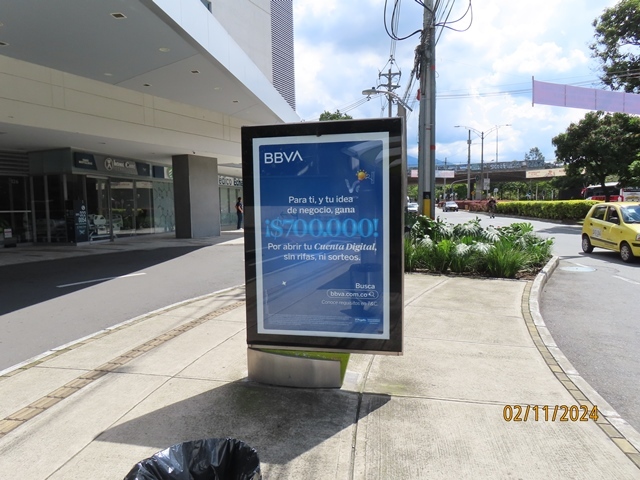 BBVA
Para ti, y tu idea
de negocio, gana
¡$700.000!
Por abrir tu Cuenta Digital,
sin rifas, ni sorteos.
Busca
bbva.com.co
02/11/2024